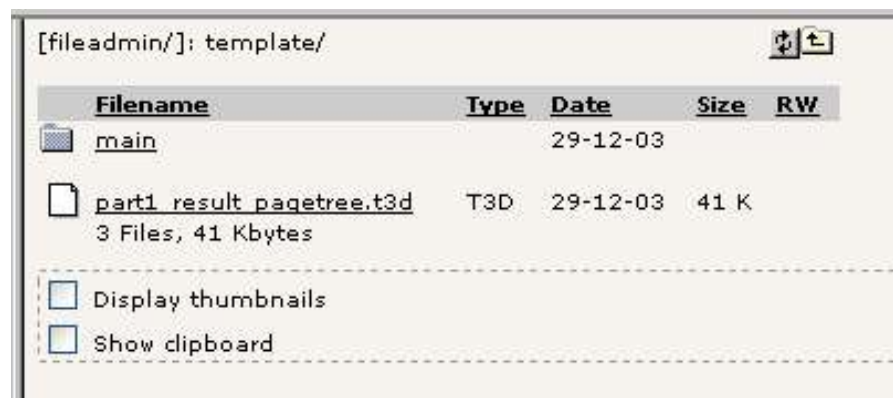 [fileadmin/]: template/
Filename Type Date Size RW
main 29-12-03
part1_result_pagetree.t3d T3D 29-12-03 41 K
3 Files, 41 Kbytes
Display thumbnails
Show clipboard